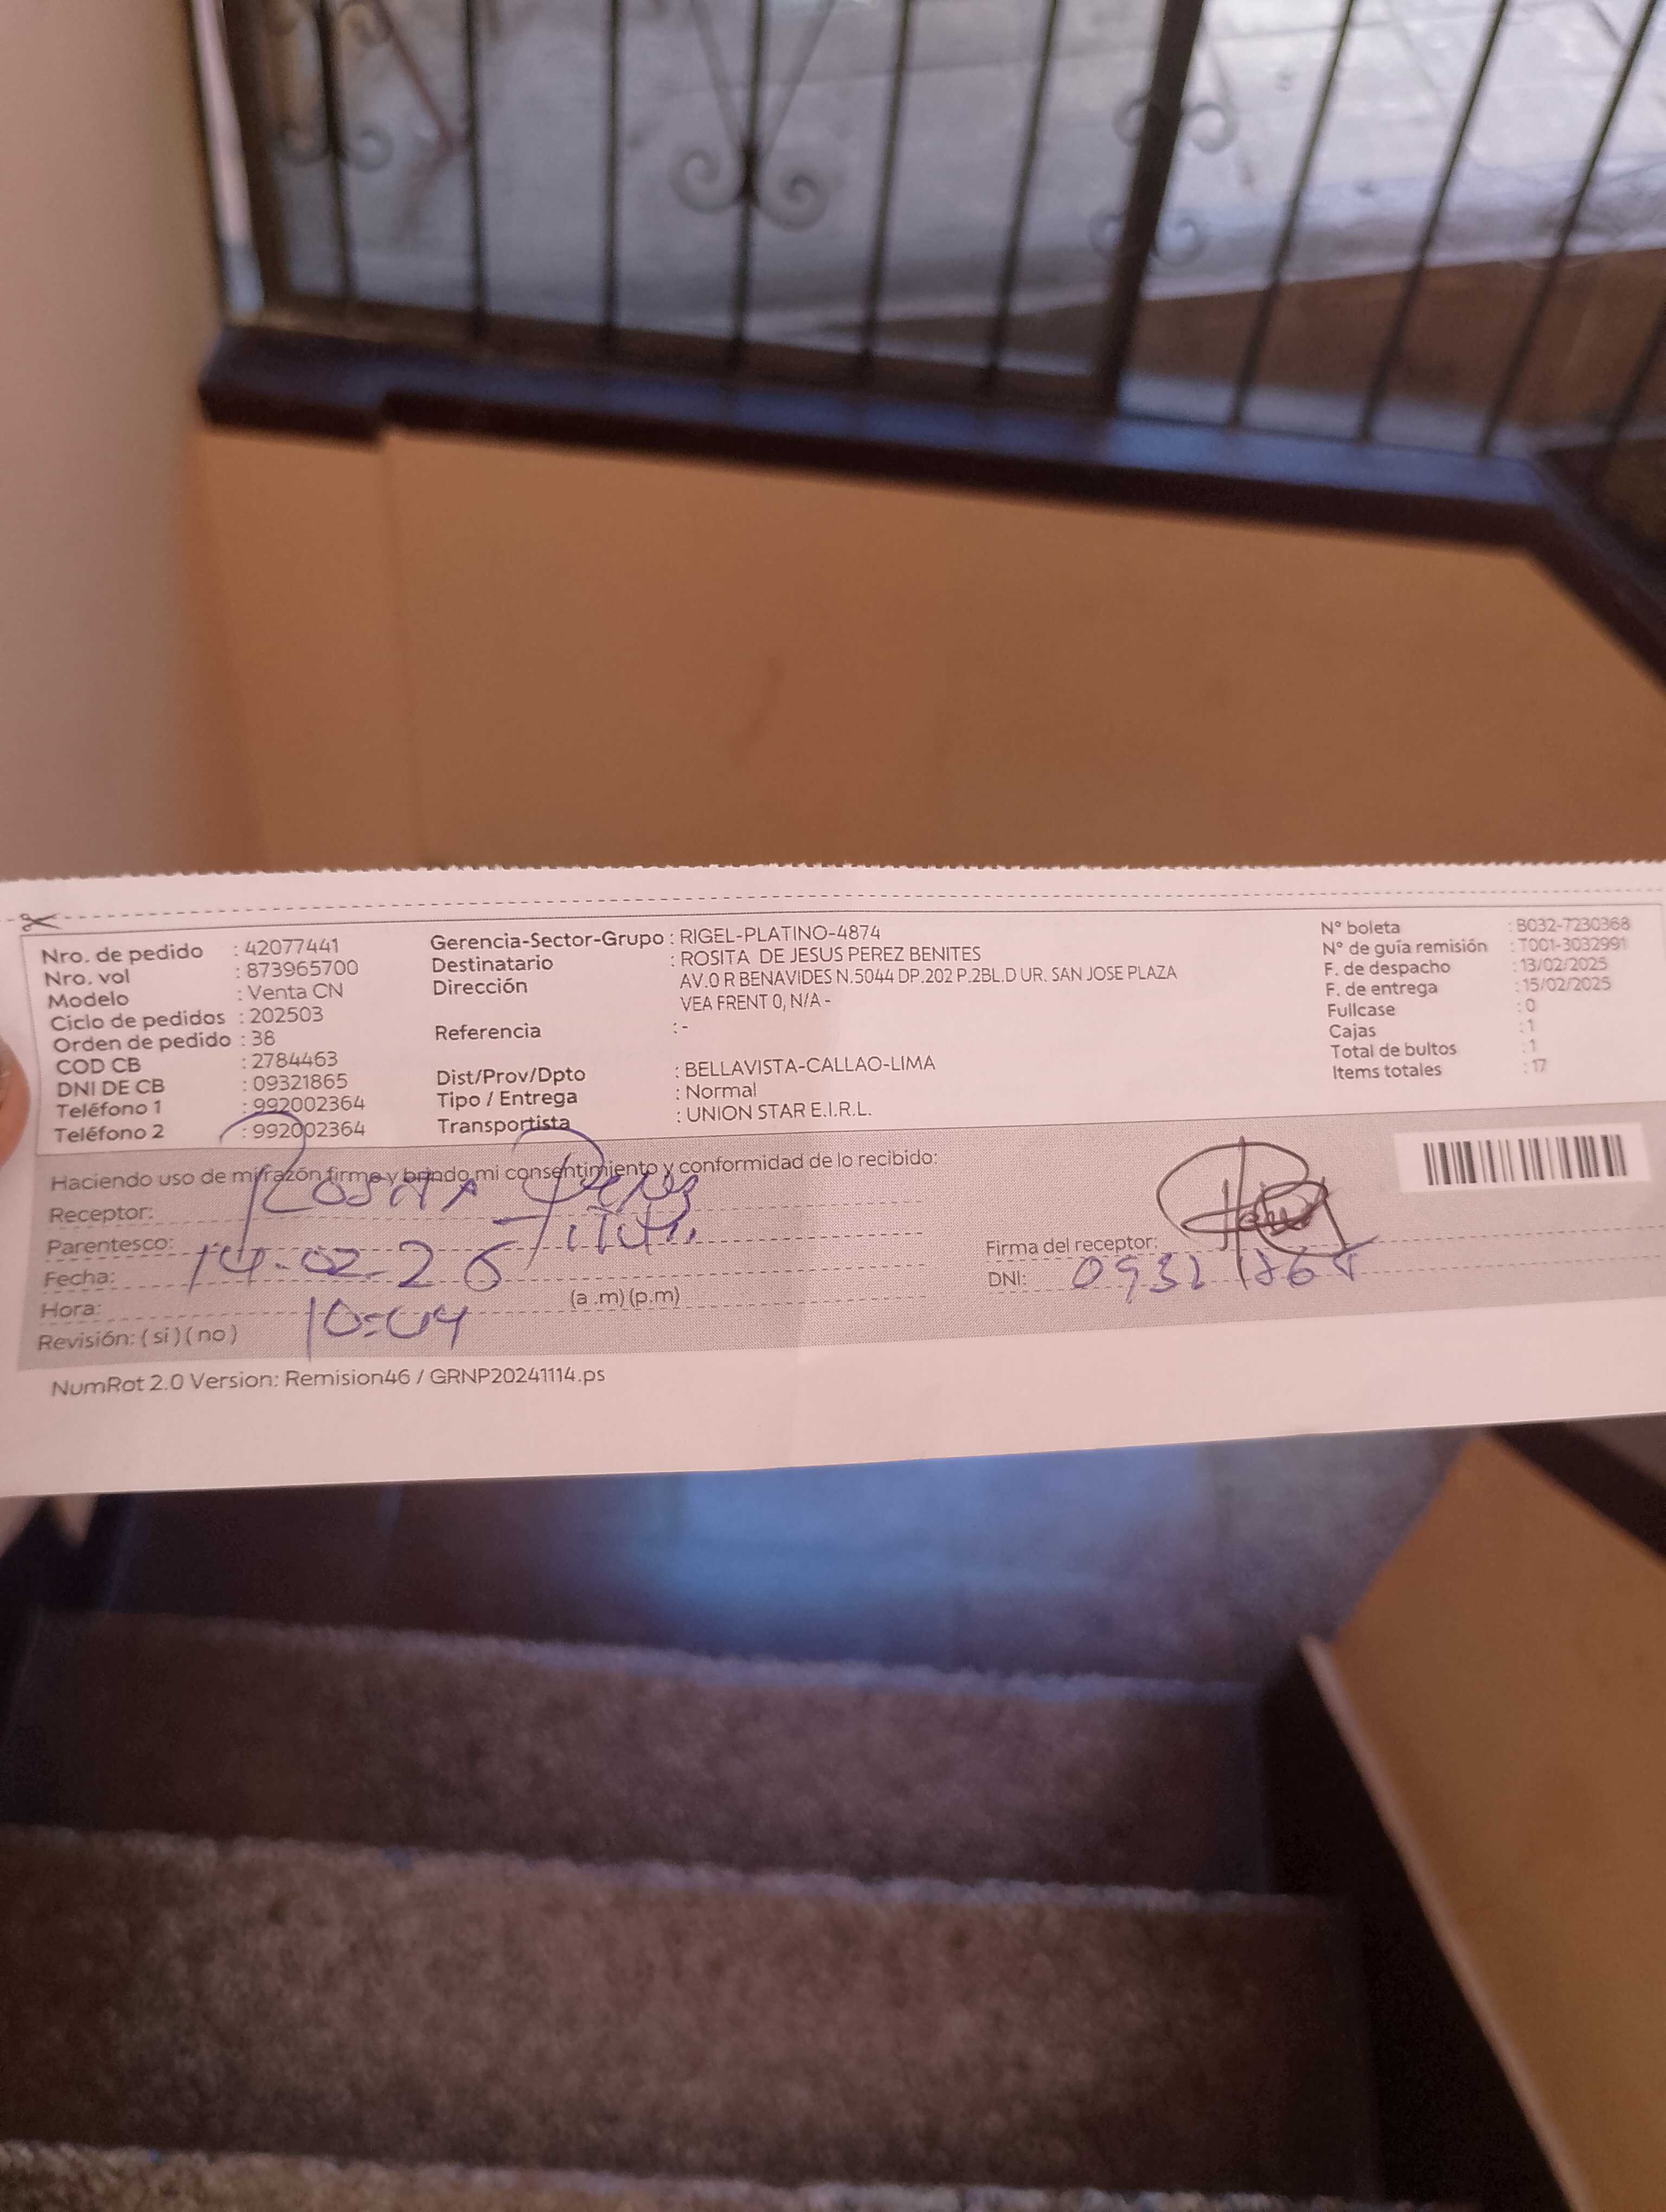 Nro. de pedido : 42077441
Nro. vol : 873965700
Modelo : Venta CN
Ciclo de pedidos : 202503
Orden de pedido : 38
COD CB : 2784463
DNI DE CB : 09321865
Teléfono 1 : 992002364
Teléfono 2 : 992002364
Gerencia-Sector-Grupo : RIGEL-PLATINO-4874
Destinatario : ROSITA DE JESUS PEREZ BENITES
Dirección : AV.O R BENAVIDES N.5044 DP.202 P.2BL.D UR. SAN JOSE PLAZA
VEA FRENT 0, N/A -
Referencia : -
Dist/Prov/Dpto : BELLAVISTA-CALLAO-LIMA
Tipo / Entrega : Normal
Transportista : UNION STAR E.I.R.L.
N° boleta : B032-7230368
N° de guía remisión : T001-3032991
F. de despacho : 13/02/2025
F. de entrega : 15/02/2025
Fullcase : 0
Cajas : 1
Total de bultos : 1
Items totales : 17
Haciendo uso de mi razón firmo y brindo mi consentimiento y conformidad de lo recibido:
Receptor: Rosita Perez
Parentesco: Titular
Fecha: 14-02-25
Hora: 10:04 (a .m) (p.m)
Revisión: ( si ) ( no )
Firma del receptor:
DNI: 09321865
NumRot 2.0 Version: Remision46 / GRNP20241114.ps